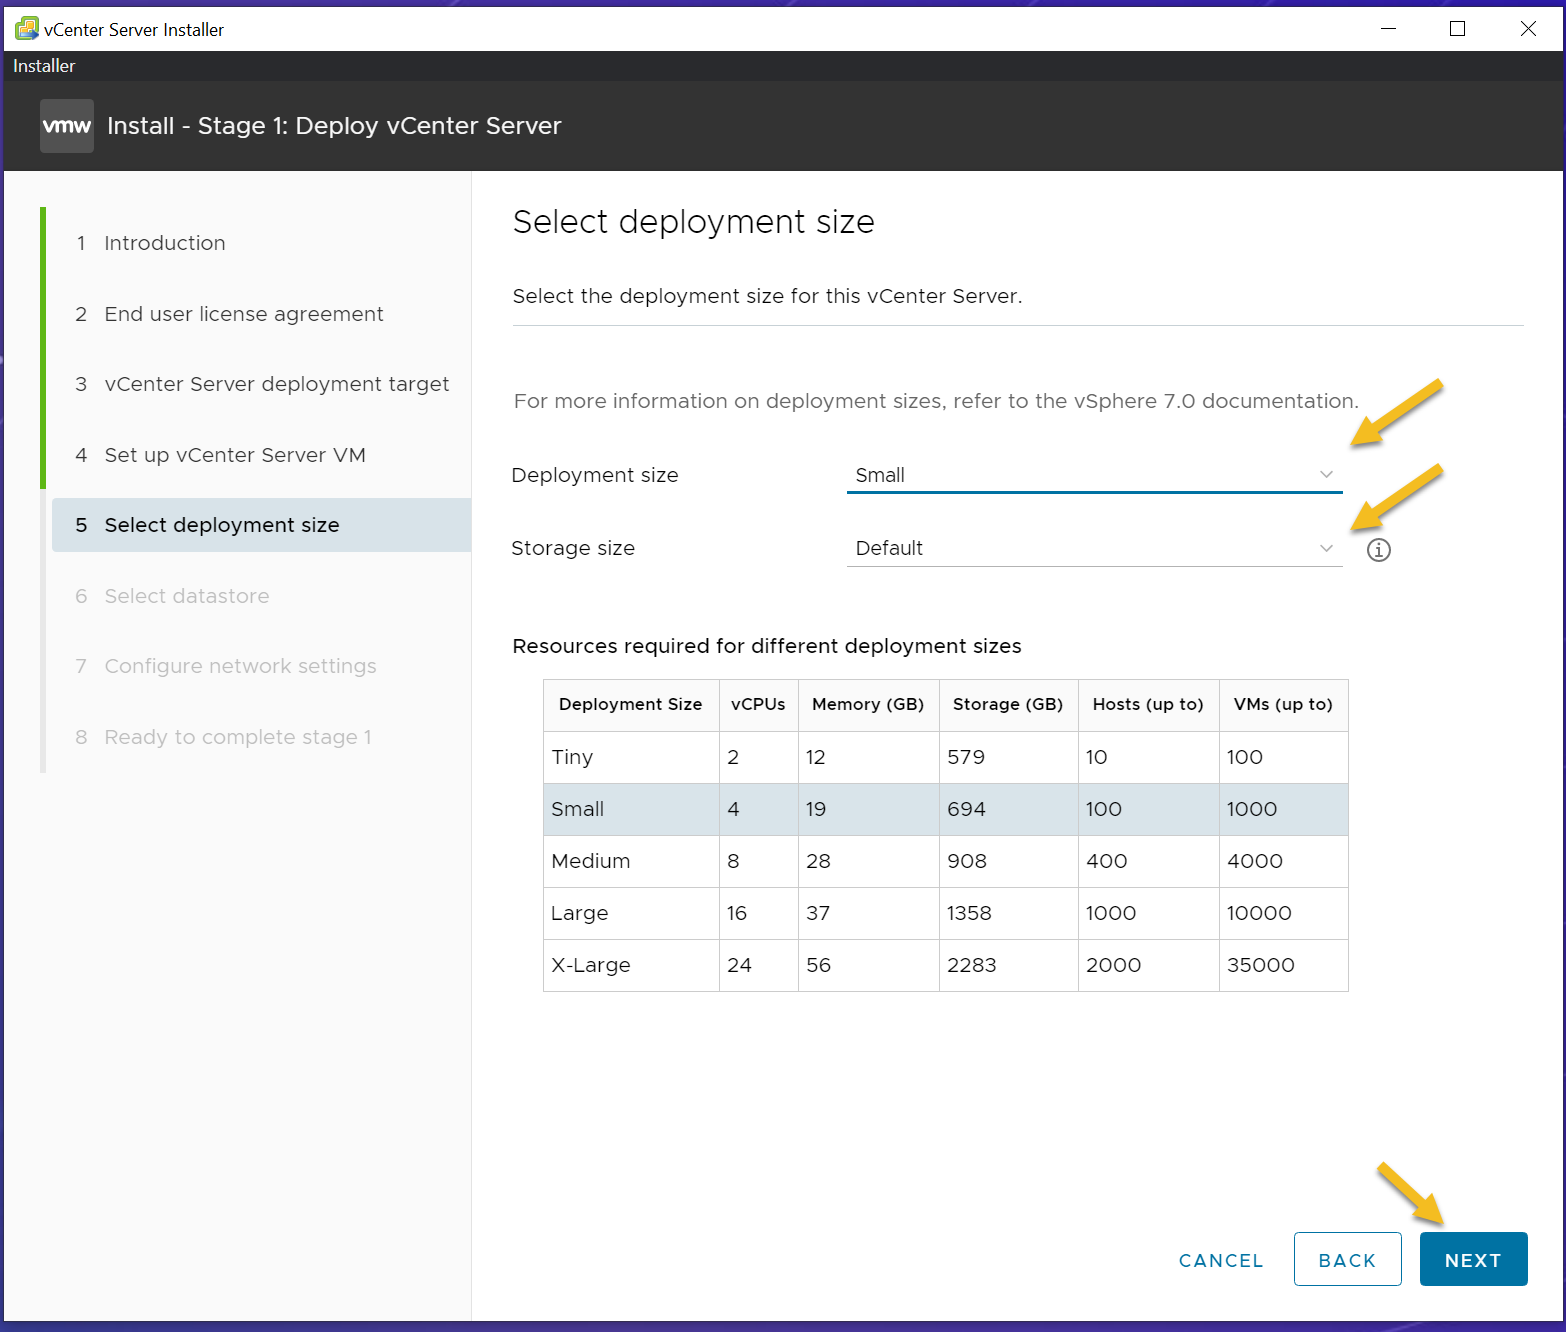 vCenter Server Installer
Installer
vmw Install - Stage 1: Deploy vCenter Server
1 Introduction
2 End user license agreement
3 vCenter Server deployment target
4 Set up vCenter Server VM
5 Select deployment size
6 Select datastore
7 Configure network settings
8 Ready to complete stage 1
Select deployment size
Select the deployment size for this vCenter Server.
For more information on deployment sizes, refer to the vSphere 7.0 documentation.
Deployment size Small
Storage size Default
Resources required for different deployment sizes
Deployment Size vCPUs Memory (GB) Storage (GB) Hosts (up to) VMs (up to)
Tiny 2 12 579 10 100
Small 4 19 694 100 1000
Medium 8 28 908 400 4000
Large 16 37 1358 1000 10000
X-Large 24 56 2283 2000 35000
CANCEL BACK NEXT